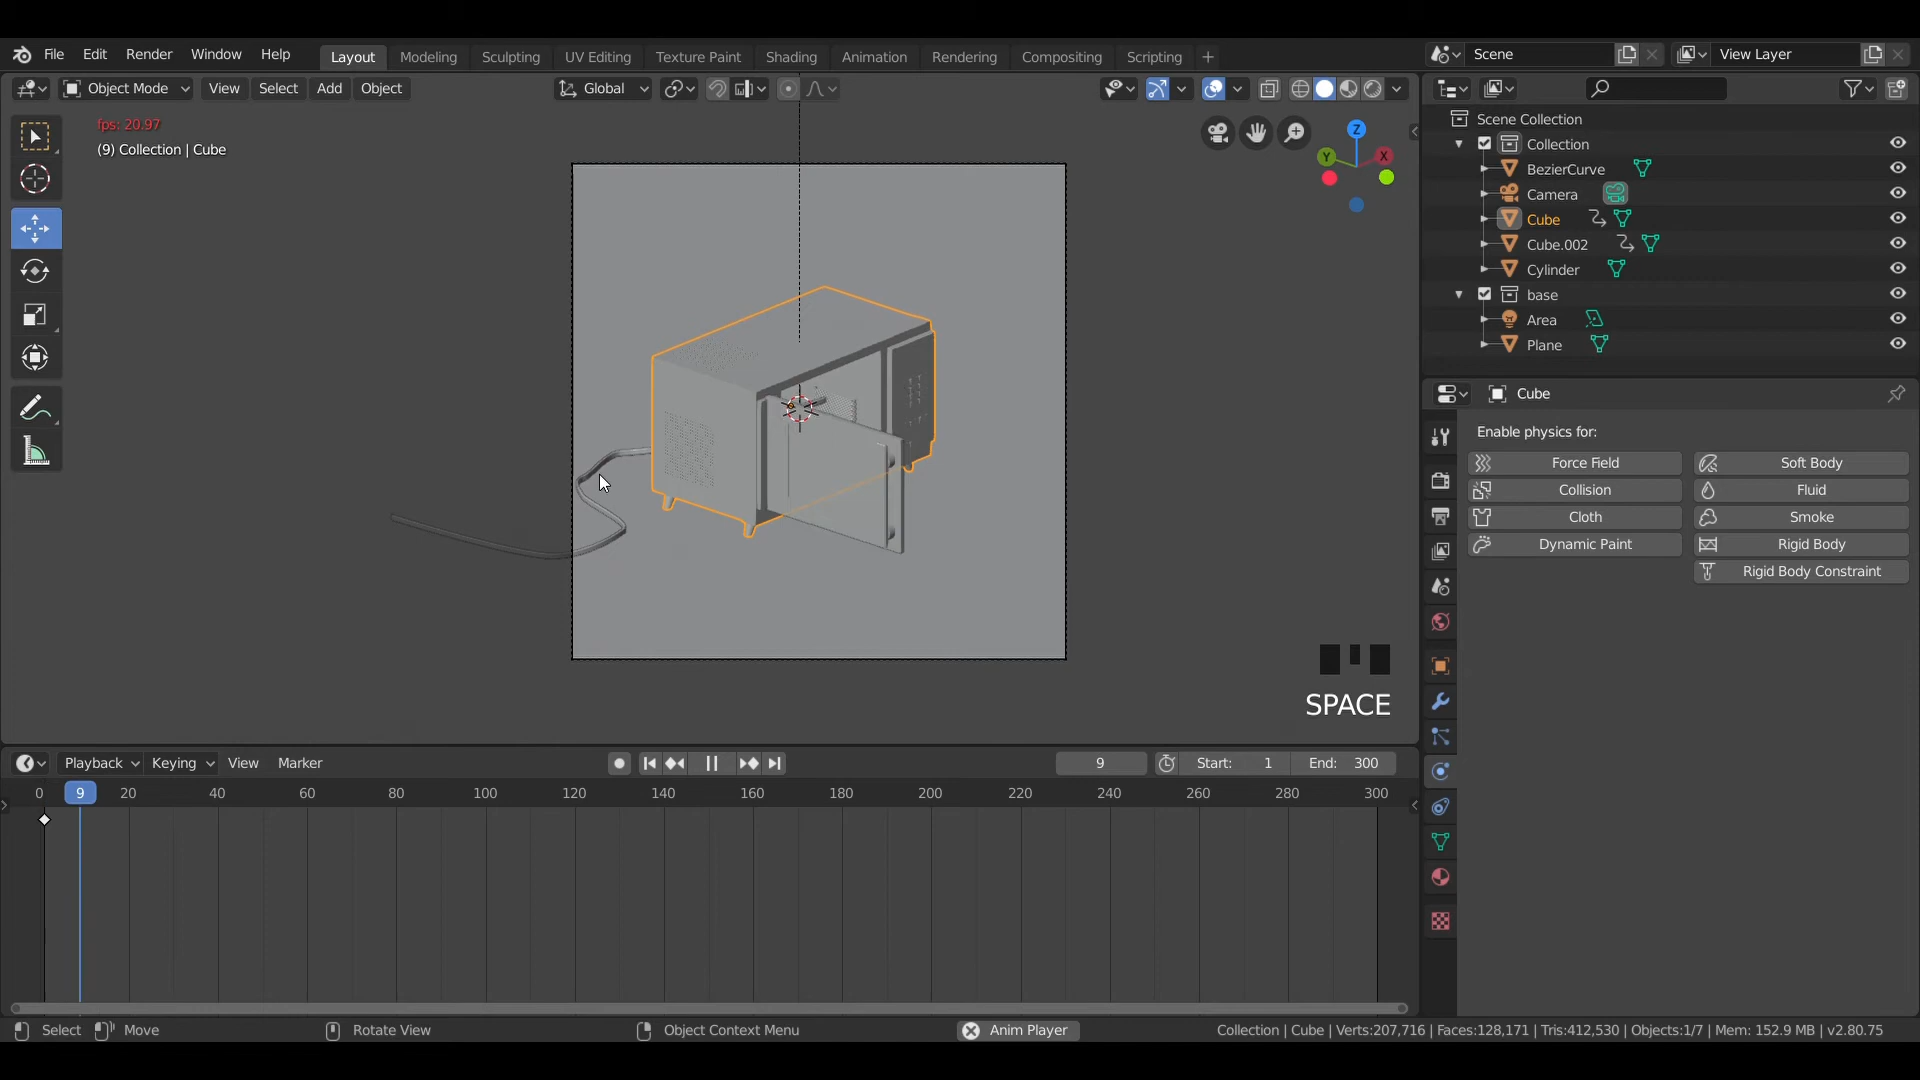 File Edit Render Window Help Layout Modeling Sculpting UV Editing Texture Paint Shading Animation Rendering Compositing Scripting + Scene View Layer
Object Mode View Select Add Object Global
fps: 20.97
(9) Collection | Cube
Z
Y X
Scene Collection
Collection
BezierCurve
Camera
Cube
Cube.002
Cylinder
base
Area
Plane
Cube
Enable physics for:
Force Field Soft Body
Collision Fluid
Cloth Smoke
Dynamic Paint Rigid Body
Rigid Body Constraint
SPACE
Playback Keying View Marker 9 Start: 1 End: 300
0 9 20 40 60 80 100 120 140 160 180 200 220 240 260 280 300
Select Move Rotate View Object Context Menu Anim Player Collection | Cube | Verts:207,716 | Faces:128,171 | Tris:412,530 | Objects:1/7 | Mem: 152.9 MB | v2.80.75